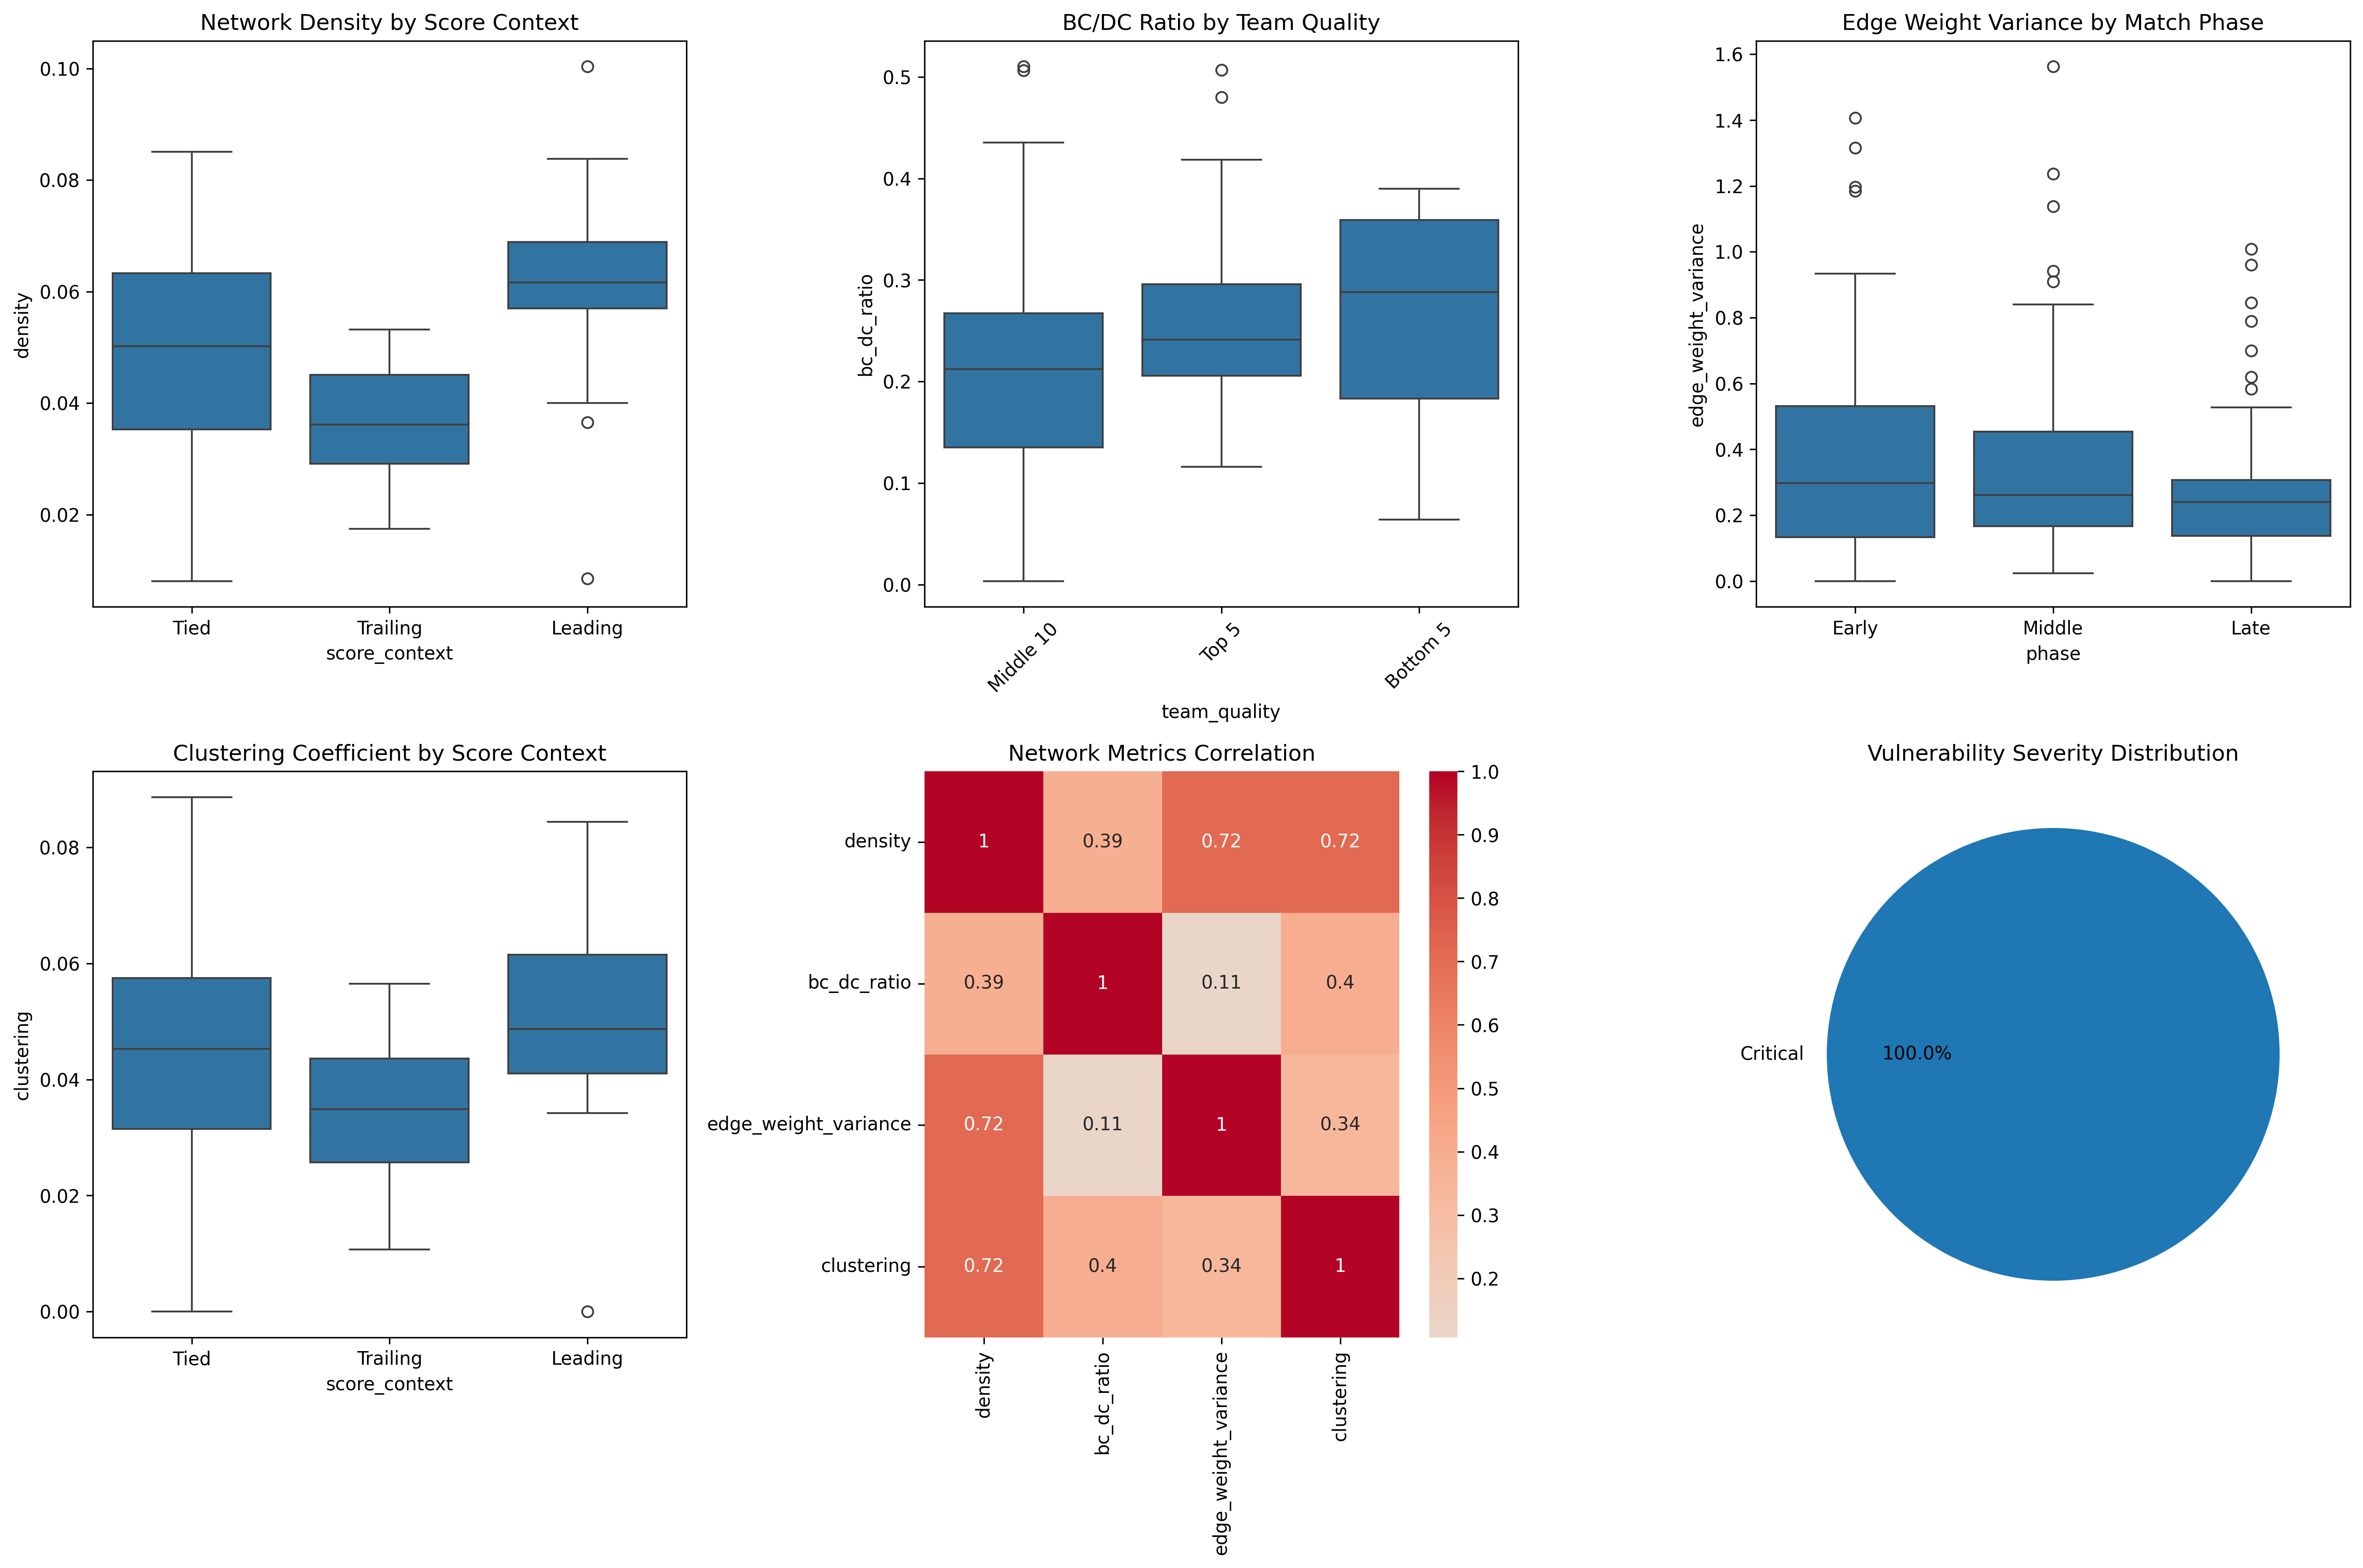 Network Density by Score Context
density
0.10
0.08
0.06
0.04
0.02
Tied Trailing Leading
score_context
BC/DC Ratio by Team Quality
bc_dc_ratio
0.5
0.4
0.3
0.2
0.1
0.0
Middle 10 Top 5 Bottom 5
team_quality
Edge Weight Variance by Match Phase
edge_weight_variance
1.6
1.4
1.2
1.0
0.8
0.6
0.4
0.2
0.0
Early Middle Late
phase
Clustering Coefficient by Score Context
clustering
0.08
0.06
0.04
0.02
0.00
Tied Trailing Leading
score_context
Network Metrics Correlation
density 1 0.39 0.72 0.72
bc_dc_ratio 0.39 1 0.11 0.4
edge_weight_variance 0.72 0.11 1 0.34
clustering 0.72 0.4 0.34 1
density bc_dc_ratio edge_weight_variance clustering
1.0
0.9
0.8
0.7
0.6
0.5
0.4
0.3
0.2
Vulnerability Severity Distribution
Critical 100.0%